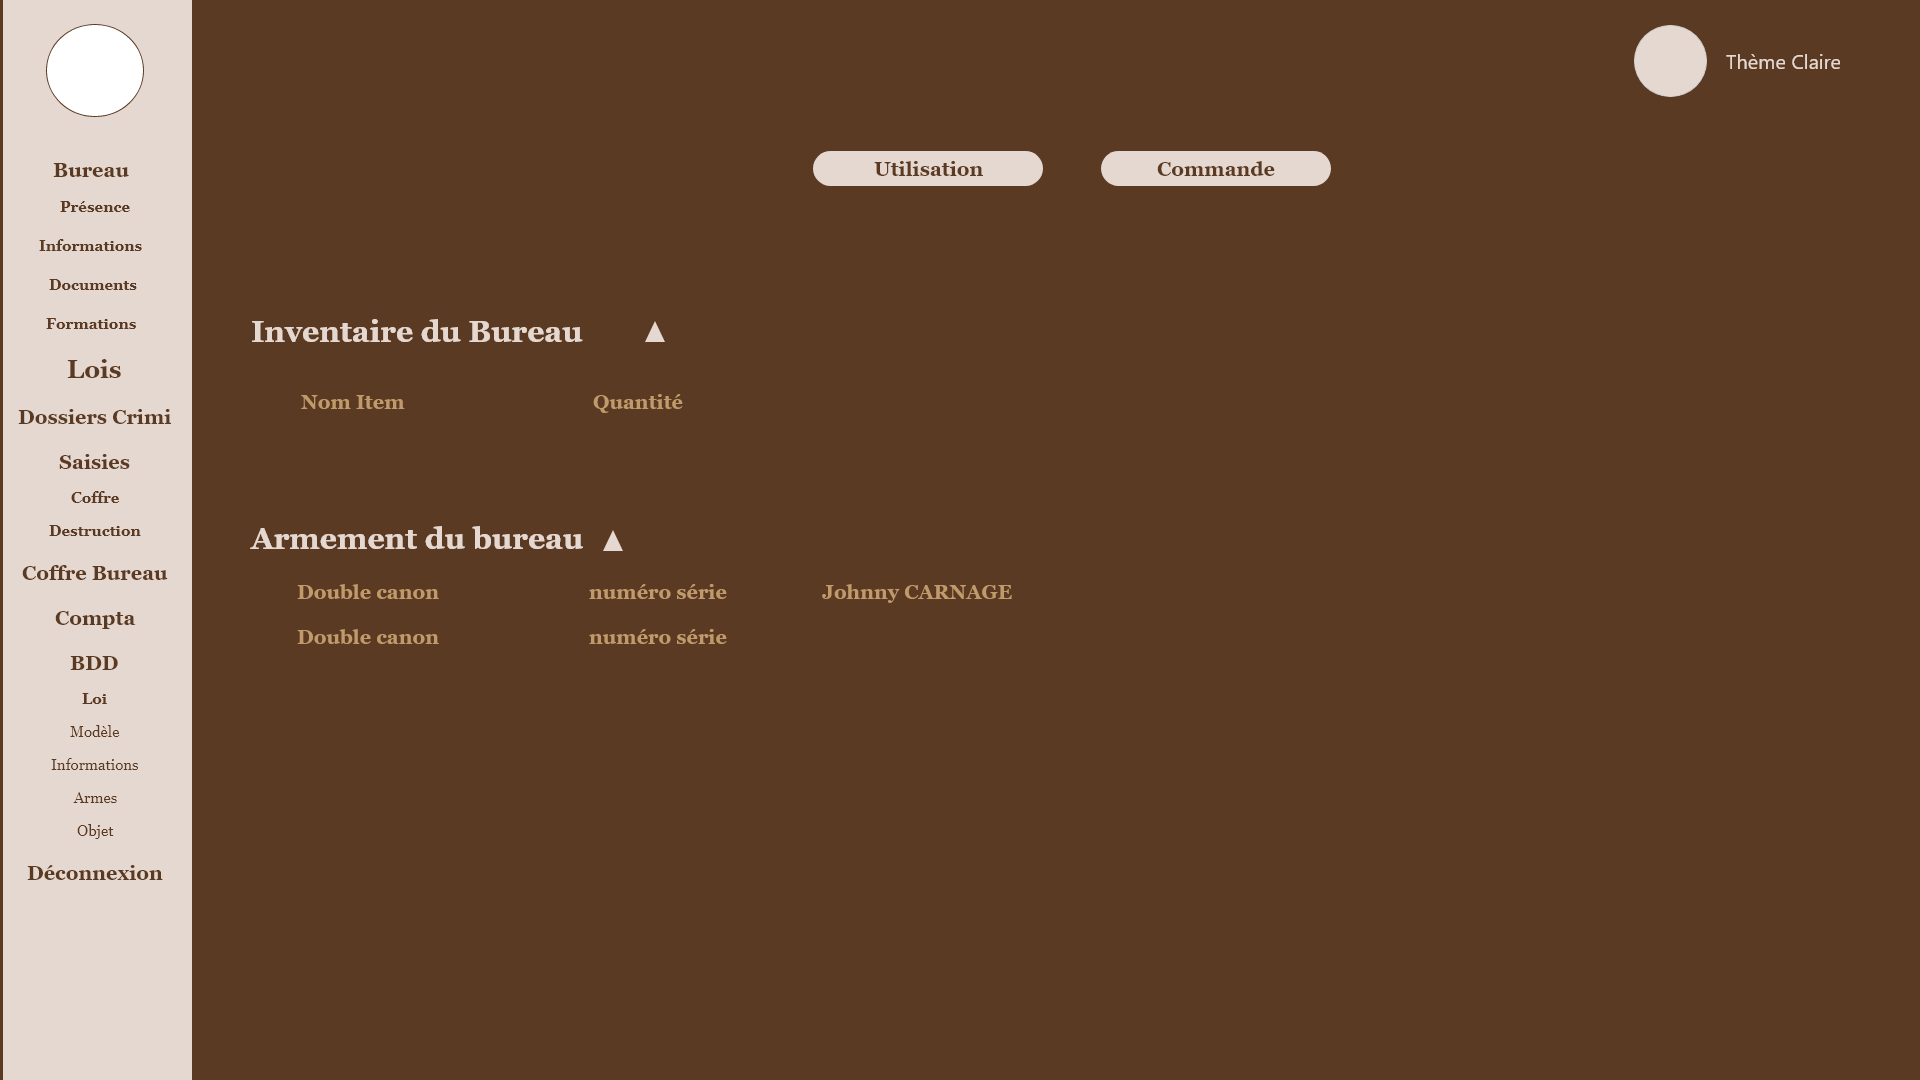 Bureau
Présence
Informations
Documents
Formations
Lois
Dossiers Crimi
Saisies
Coffre
Destruction
Coffre Bureau
Compta
BDD
Loi
Modèle
Informations
Armes
Objet
Déconnexion
Thème Claire
Utilisation Commande
Inventaire du Bureau ▲
Nom Item Quantité
Armement du bureau ▲
Double canon numéro série Johnny CARNAGE
Double canon numéro série